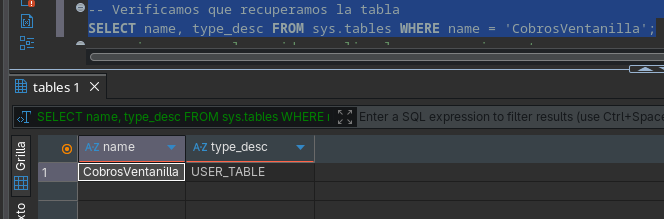 -- Verificamos que recuperamos la tabla
SELECT name, type_desc FROM sys.tables WHERE name = 'CobrosVentanilla';
tables 1
SELECT name, type_desc FROM sys.tables WHERE
Enter a SQL expression to filter results (use Ctrl+Space
Grilla
name type_desc
1 CobrosVentanilla USER_TABLE